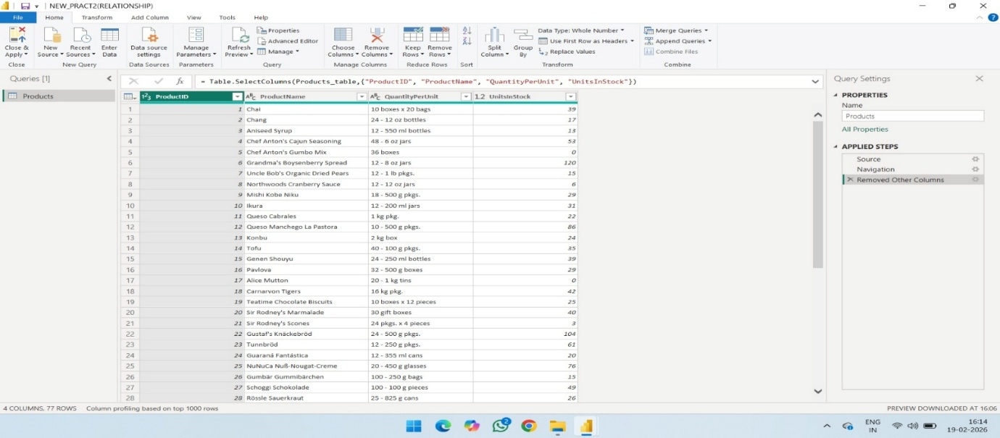 NEW_PRACT2(RELATIONSHIP)
File Home Transform Add Column View Tools Help
Close & Apply New Source Recent Sources Enter Data Data source settings Manage Parameters Refresh Preview Properties Advanced Editor Manage Choose Columns Remove Columns Keep Rows Remove Rows Split Column Group By Data Type: Whole Number Use First Row as Headers Replace Values Merge Queries Append Queries Combine Files
Close New Query Data Sources Parameters Query Manage Columns Reduce Rows Sort Transform Combine
Queries [1]
Products
= Table.SelectColumns(Products_table,{"ProductID", "ProductName", "QuantityPerUnit", "UnitsInStock"})
1²3 ProductID ABC ProductName ABC QuantityPerUnit 1.2 UnitsInStock
1 1 Chai 10 boxes x 20 bags 39
2 2 Chang 24 - 12 oz bottles 17
3 3 Aniseed Syrup 12 - 550 ml bottles 13
4 4 Chef Anton's Cajun Seasoning 48 - 6 oz jars 53
5 5 Chef Anton's Gumbo Mix 36 boxes 0
6 6 Grandma's Boysenberry Spread 12 - 8 oz jars 120
7 7 Uncle Bob's Organic Dried Pears 12 - 1 lb pkgs. 15
8 8 Northwoods Cranberry Sauce 12 - 12 oz jars 6
9 9 Mishi Kobe Niku 18 - 500 g pkgs. 29
10 10 Ikura 12 - 200 ml jars 31
11 11 Queso Cabrales 1 kg pkg. 22
12 12 Queso Manchego La Pastora 10 - 500 g pkgs. 86
13 13 Konbu 2 kg box 24
14 14 Tofu 40 - 100 g pkgs. 35
15 15 Genen Shouyu 24 - 250 ml bottles 39
16 16 Pavlova 32 - 500 g boxes 29
17 17 Alice Mutton 20 - 1 kg tins 0
18 18 Carnarvon Tigers 16 kg pkg. 42
19 19 Teatime Chocolate Biscuits 10 boxes x 12 pieces 25
20 20 Sir Rodney's Marmalade 30 gift boxes 40
21 21 Sir Rodney's Scones 24 pkgs. x 4 pieces 3
22 22 Gustaf's Knäckebröd 24 - 500 g pkgs. 104
23 23 Tunnbröd 12 - 250 g pkgs. 61
24 24 Guaraná Fantástica 12 - 355 ml cans 20
25 25 NuNuCa Nuß-Nougat-Creme 20 - 450 g glasses 76
26 26 Gumbär Gummibärchen 100 - 250 g bags 15
27 27 Schoggi Schokolade 100 - 100 g pieces 49
28 28 Rössle Sauerkraut 25 - 825 g cans 26
Query Settings
PROPERTIES
Name
Products
All Properties
APPLIED STEPS
Source
Navigation
Removed Other Columns
4 COLUMNS, 77 ROWS Column profiling based on top 1000 rows PREVIEW DOWNLOADED AT 16:06
2
ENG
IN
16:14
19-02-2026